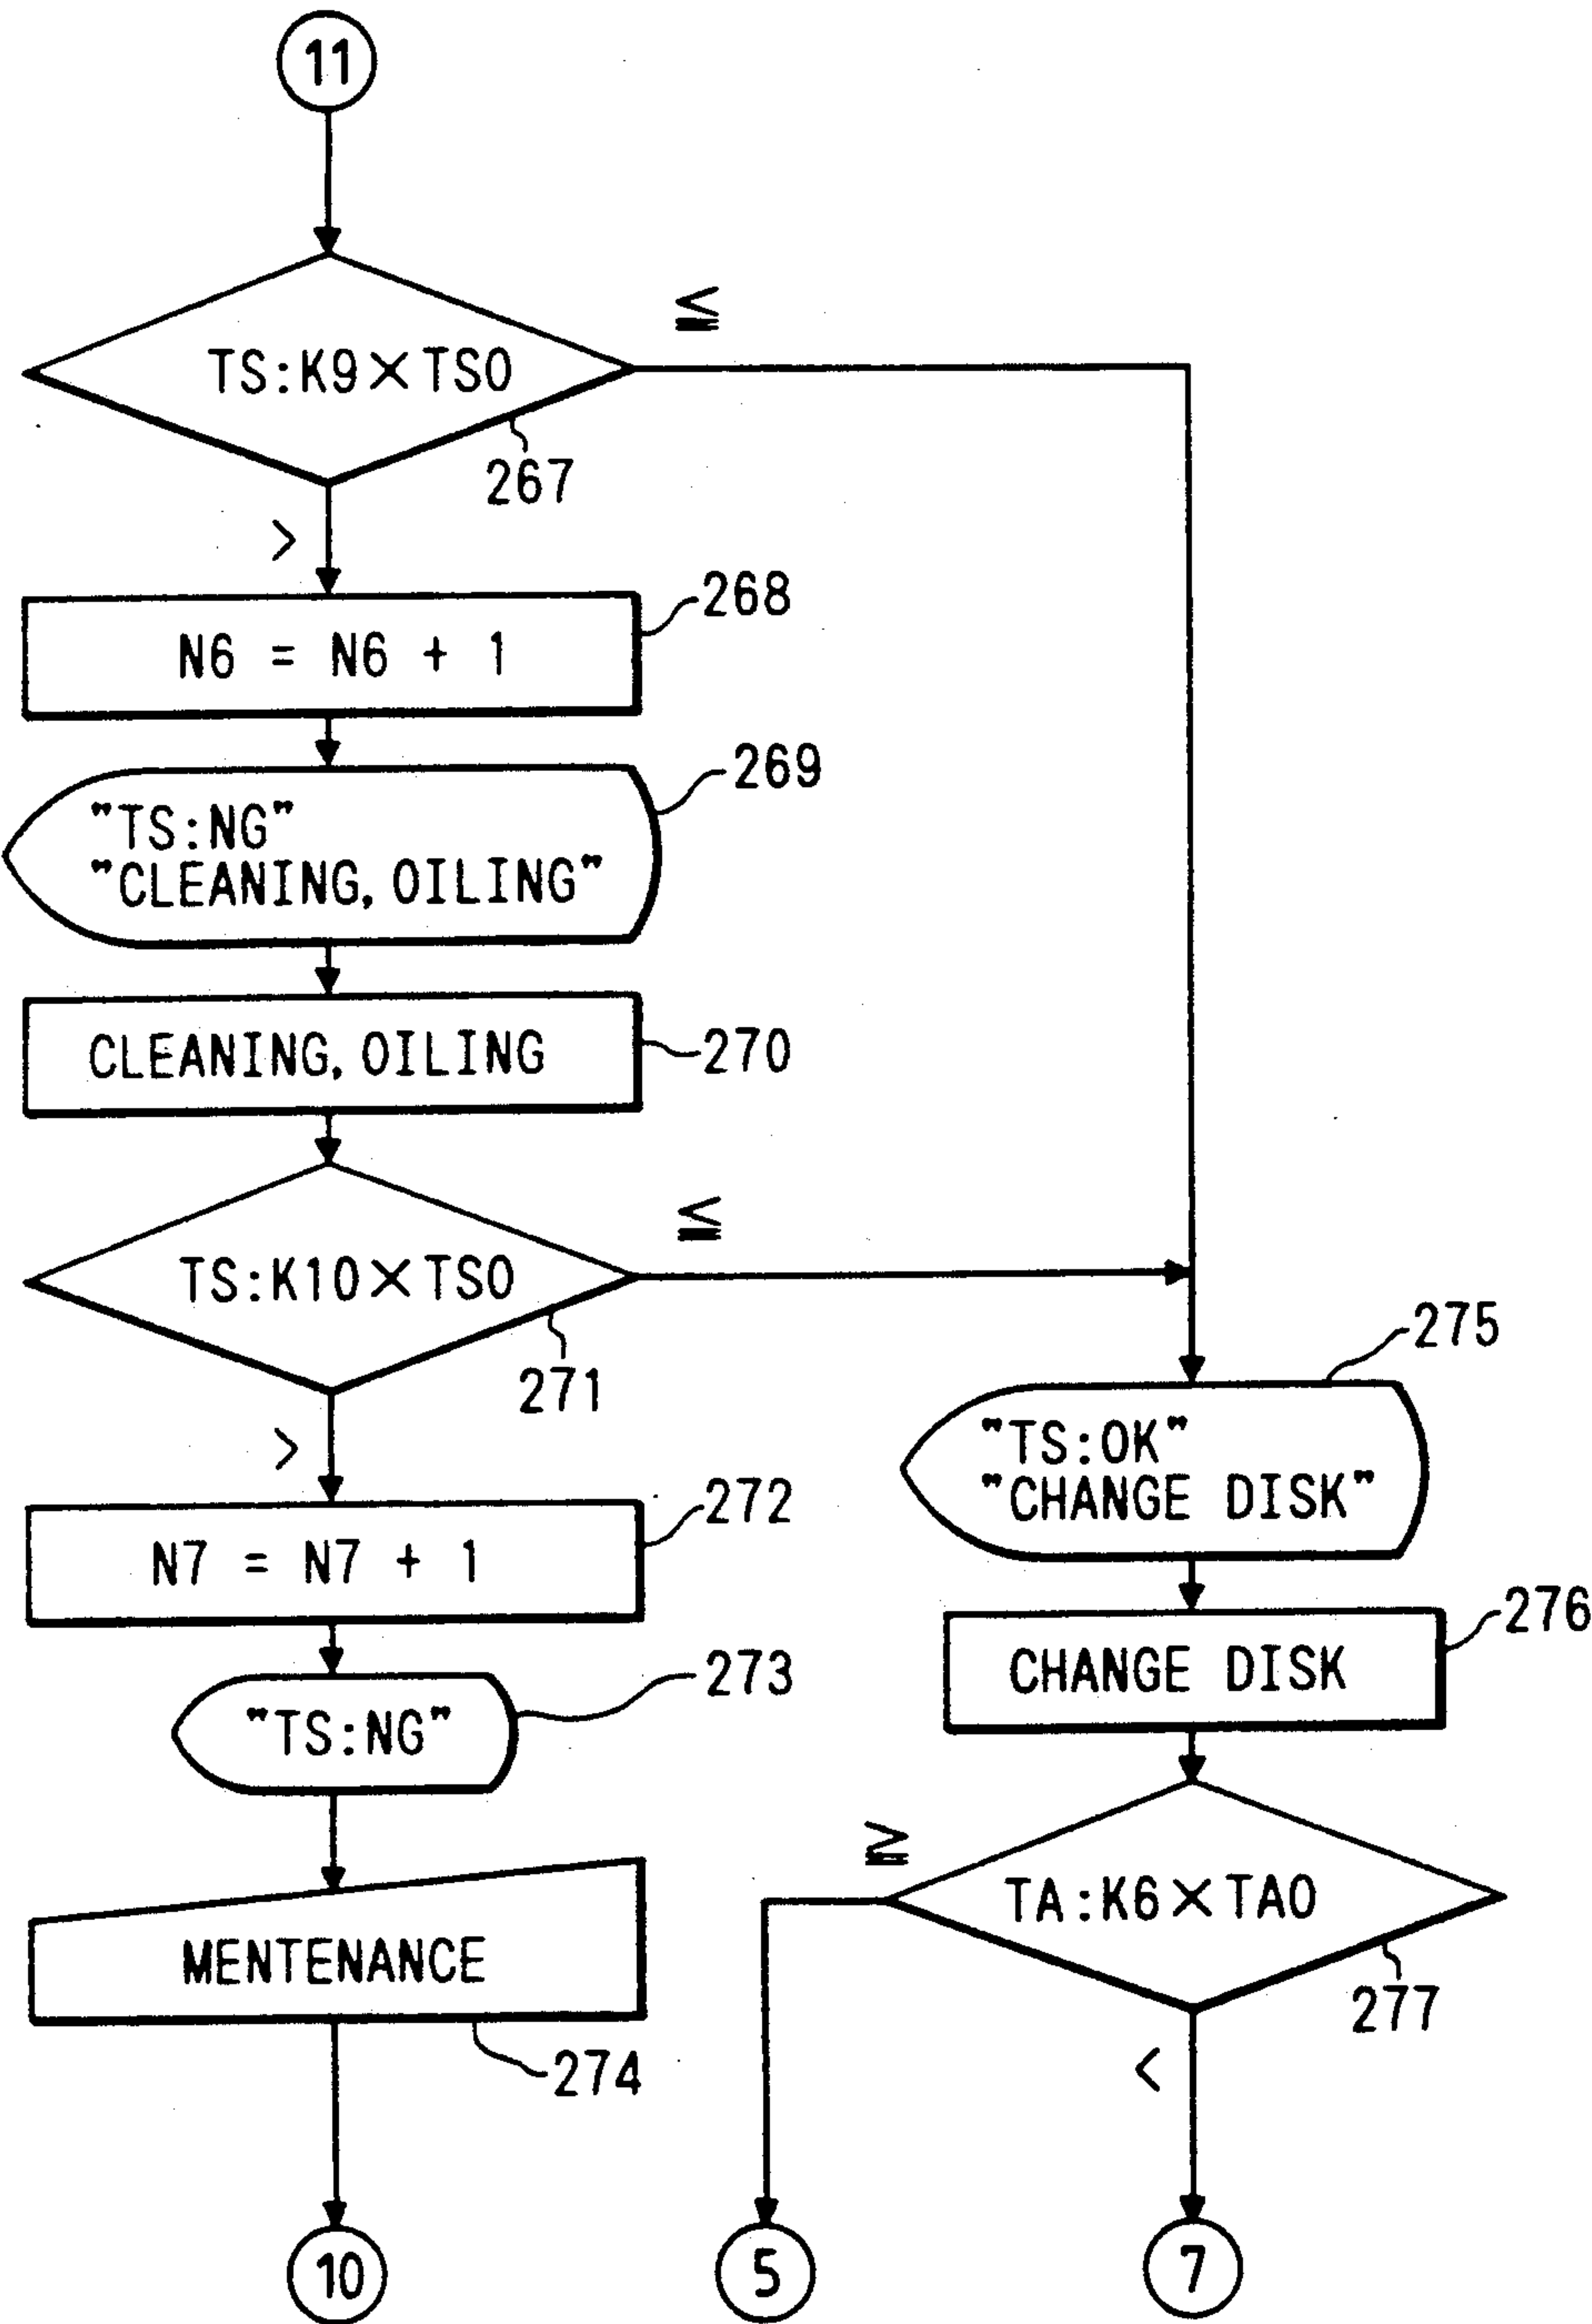 11
TS:K9×TS0
≦
267
>
268
N6 = N6 + 1
269
"TS:NG"
"CLEANING, OILING"
CLEANING, OILING
270
TS:K10×TS0
≦
271
>
272
N7 = N7 + 1
273
"TS:NG"
MENTENANCE
274
10
275
"TS:OK"
"CHANGE DISK"
276
CHANGE DISK
≧
TA:K6×TA0
277
<
5
7